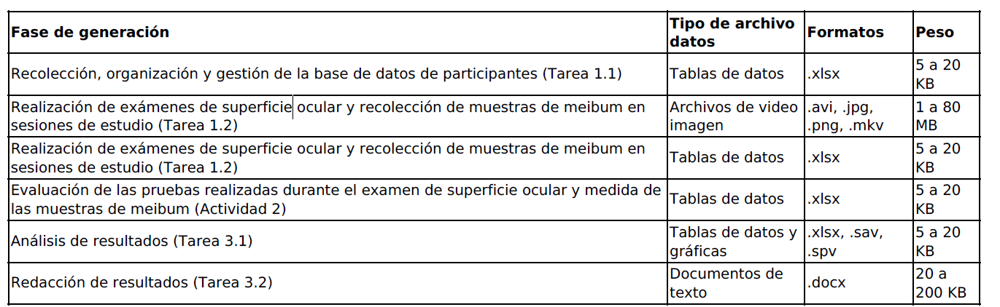 Fase de generación
Tipo de archivo
datos
Formatos
Peso
Recolección, organización y gestión de la base de datos de participantes (Tarea 1.1)
Tablas de datos
.xlsx
5 a 20
KB
Realización de exámenes de superficie ocular y recolección de muestras de meibum en
sesiones de estudio (Tarea 1.2)
Archivos de video
imagen
.avi, .jpg,
.png, .mkv
1 a 80
MB
Realización de exámenes de superficie ocular y recolección de muestras de meibum en
sesiones de estudio (Tarea 1.2)
Tablas de datos
.xlsx
5 a 20
KB
Evaluación de las pruebas realizadas durante el examen de superficie ocular y medida de
las muestras de meibum (Actividad 2)
Tablas de datos
.xlsx
5 a 20
KB
Análisis de resultados (Tarea 3.1)
Tablas de datos y
gráficas
.xlsx, .sav,
.spv
5 a 20
KB
Redacción de resultados (Tarea 3.2)
Documentos de
texto
.docx
20 a
200 KB